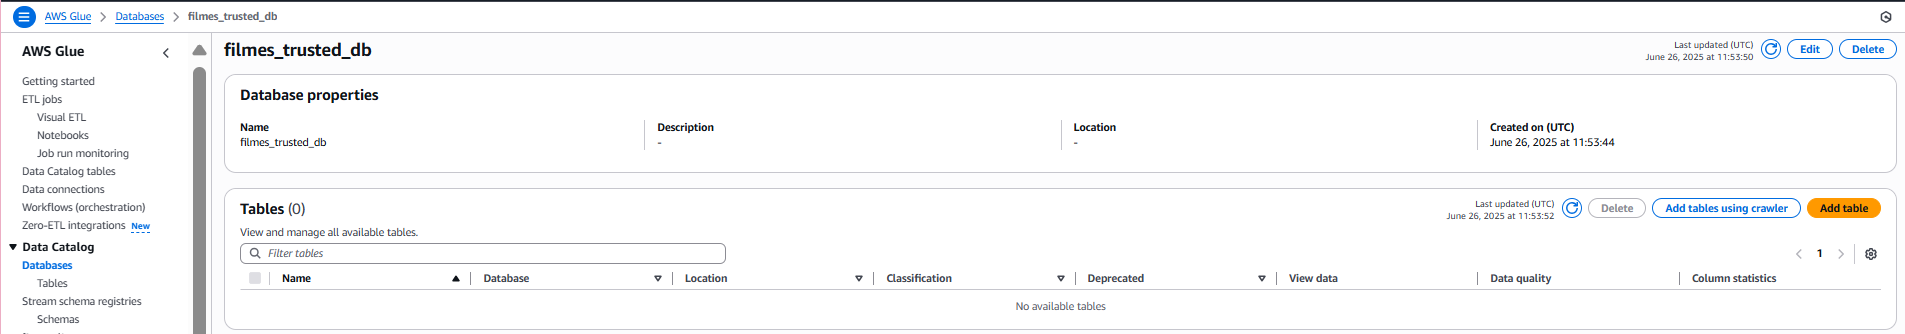 AWS Glue > Databases > filmes_trusted_db
AWS Glue
Getting started
ETL jobs
Visual ETL
Notebooks
Job run monitoring
Data Catalog tables
Data connections
Workflows (orchestration)
Zero-ETL integrations New
Data Catalog
Databases
Tables
Stream schema registries
Schemas
filmes_trusted_db
Last updated (UTC)
June 26, 2025 at 11:53:50
Edit
Delete
Database properties
Name
filmes_trusted_db
Description
-
Location
-
Created on (UTC)
June 26, 2025 at 11:53:44
Tables (0)
Last updated (UTC)
June 26, 2025 at 11:53:52
Delete
Add tables using crawler
Add table
View and manage all available tables.
Filter tables
1
Name Database Location Classification Deprecated View data Data quality Column statistics
No available tables